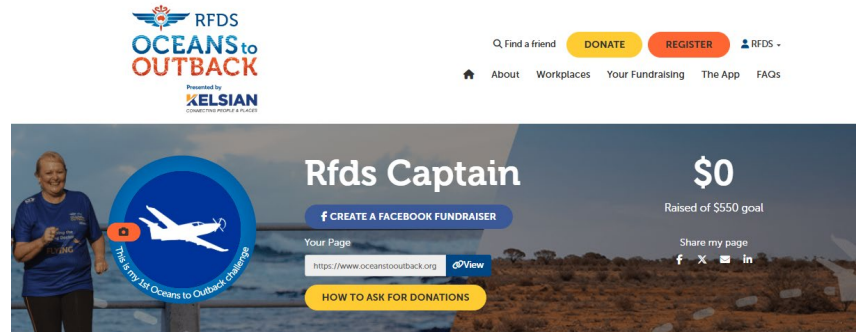 RFDS
OCEANS to
OUTBACK
Presented by
KELSIAN
CONNECTING PEOPLE & PLACES
Find a friend
DONATE
REGISTER
RFDS
About
Workplaces
Your Fundraising
The App
FAQs
Rfds Captain
CREATE A FACEBOOK FUNDRAISER
Your Page
https://www.oceanstooutback.org
View
HOW TO ASK FOR DONATIONS
$0
Raised of $550 goal
Share my page
This is my 1st Oceans to Outback challenge
FLYING